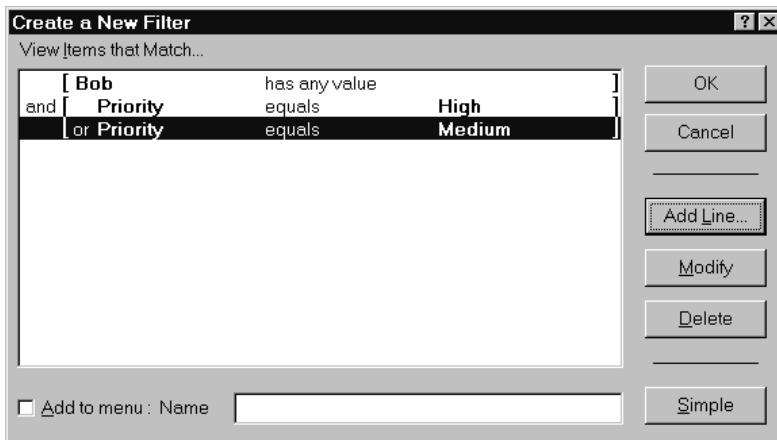 Create a New Filter
? X
View Items that Match...
[ Bob has any value ]
and [ Priority equals High ]
[ or Priority equals Medium ]
OK
Cancel
Add Line...
Modify
Delete
Add to menu : Name
Simple